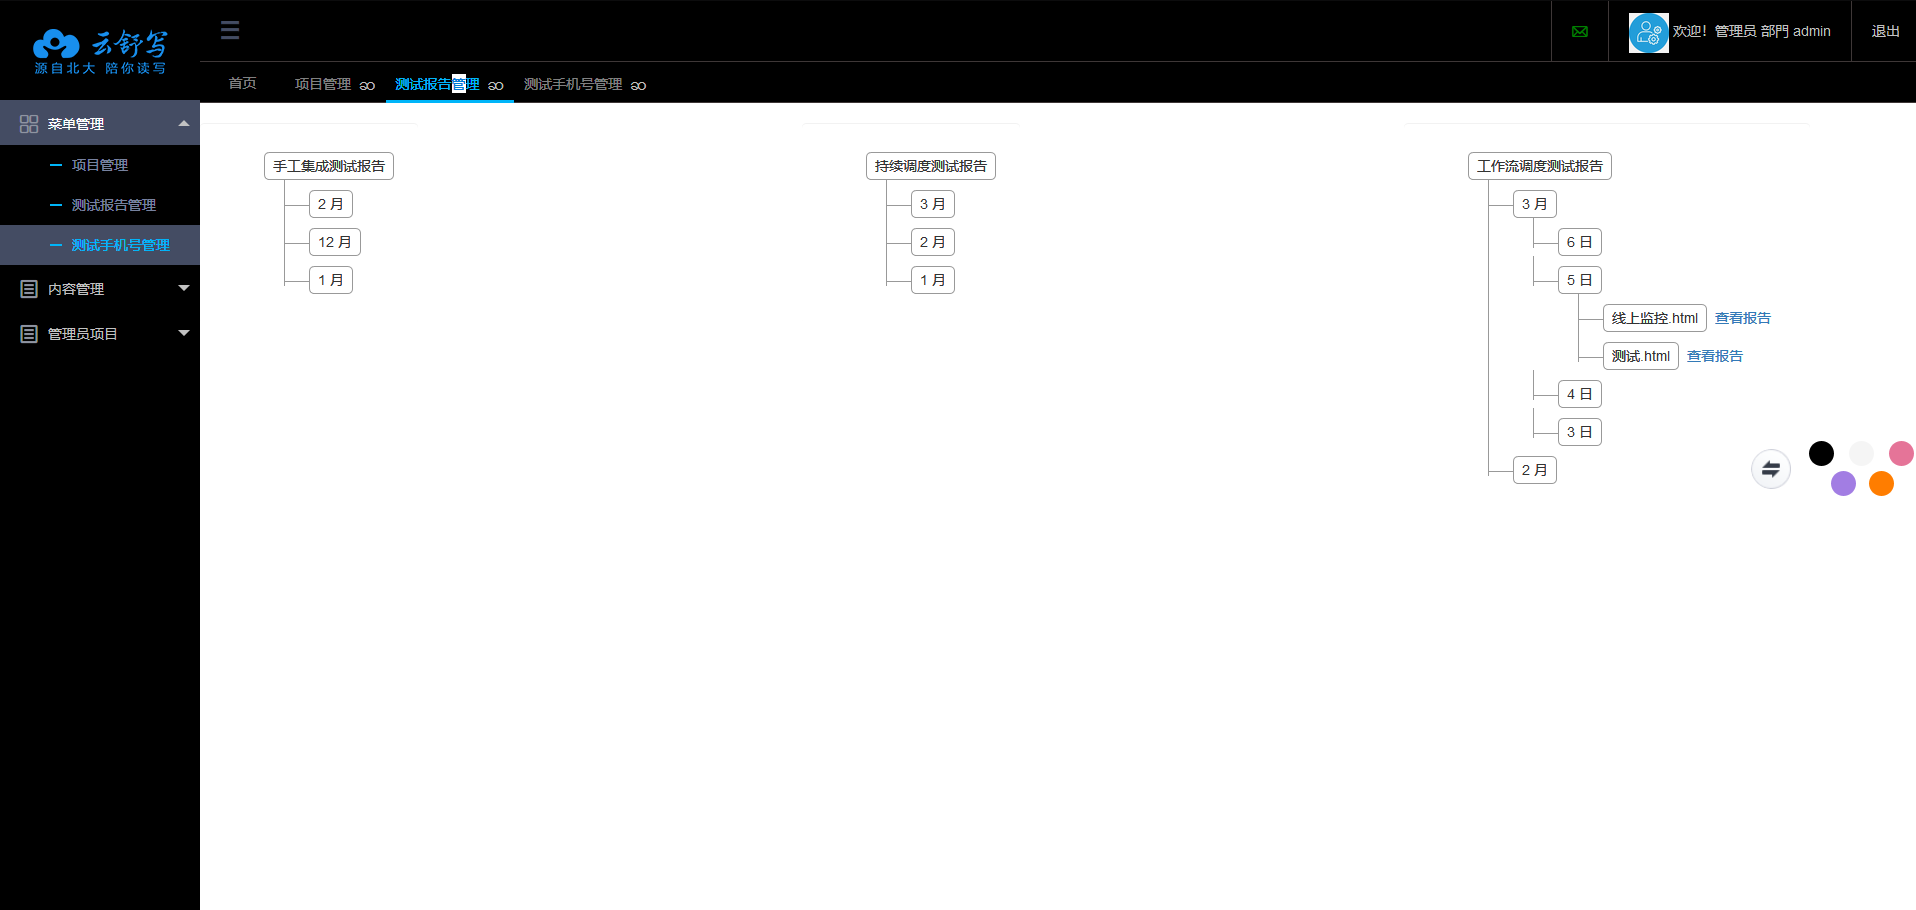 云舒写
源自北大 陪你读写
欢迎！管理员 部門 admin
退出
首页
项目管理
测试报告管理
测试手机号管理
菜单管理
项目管理
测试报告管理
测试手机号管理
内容管理
管理员项目
手工集成测试报告
2 月
12 月
1 月
持续调度测试报告
3 月
2 月
1 月
工作流调度测试报告
3 月
6 日
5 日
线上监控.html 查看报告
测试.html 查看报告
4 日
3 日
2 月